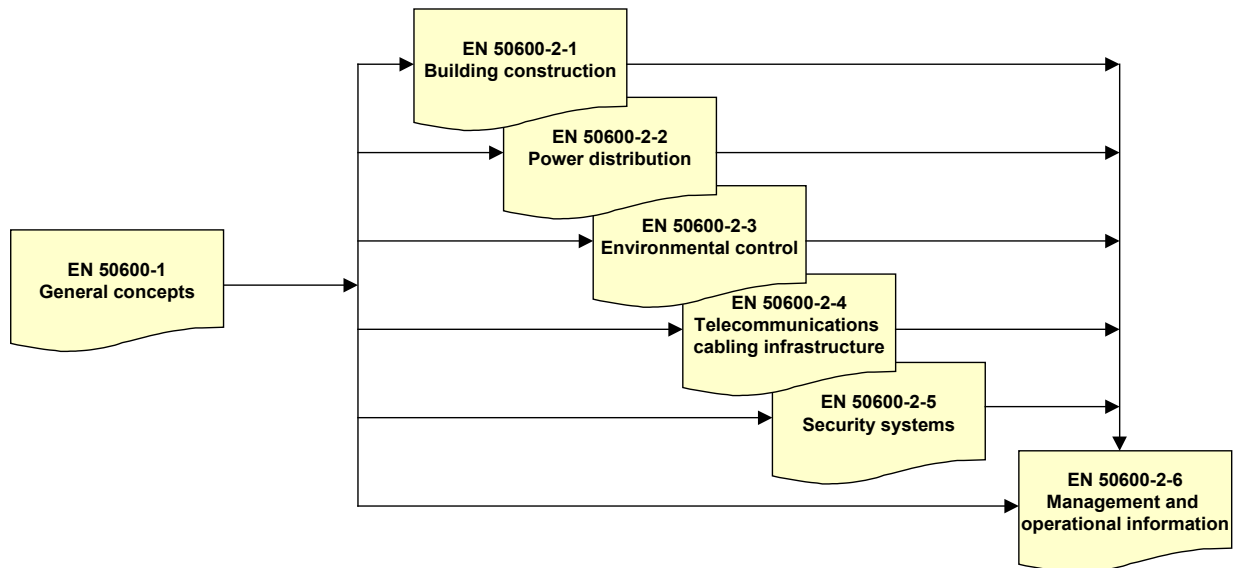 EN 50600-2-1
Building construction
EN 50600-2-2
Power distribution
EN 50600-2-3
Environmental control
EN 50600-1
General concepts
EN 50600-2-4
Telecommunications
cabling infrastructure
EN 50600-2-5
Security systems
EN 50600-2-6
Management and
operational information